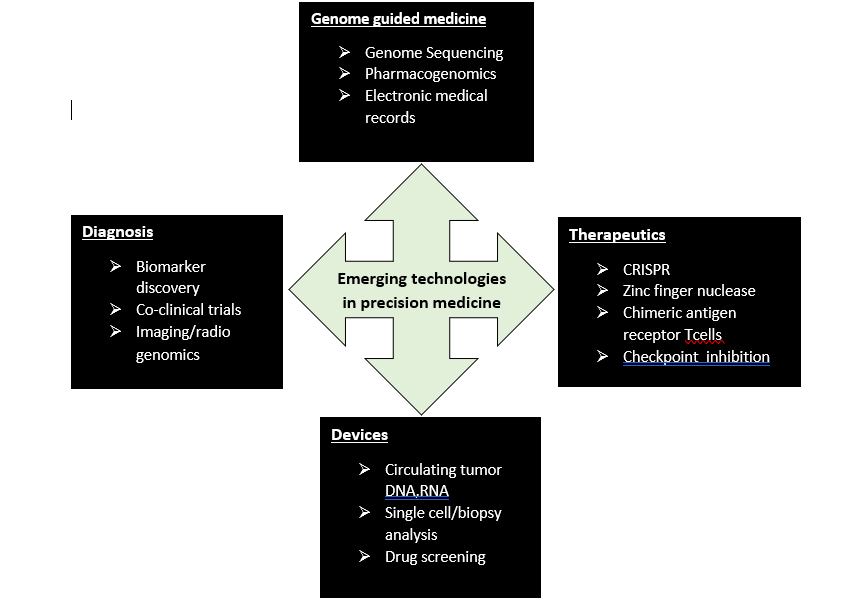 Genome guided medicine
Genome Sequencing
Pharmacogenomics
Electronic medical
records
Diagnosis
Biomarker
discovery
Co-clinical trials
Imaging/radio
genomics
Emerging technologies
in precision medicine
Therapeutics
CRISPR
Zinc finger nuclease
Chimeric antigen
receptor Tcells
Checkpoint  inhibition
Devices
Circulating tumor
DNA,RNA
Single cell/biopsy
analysis
Drug screening